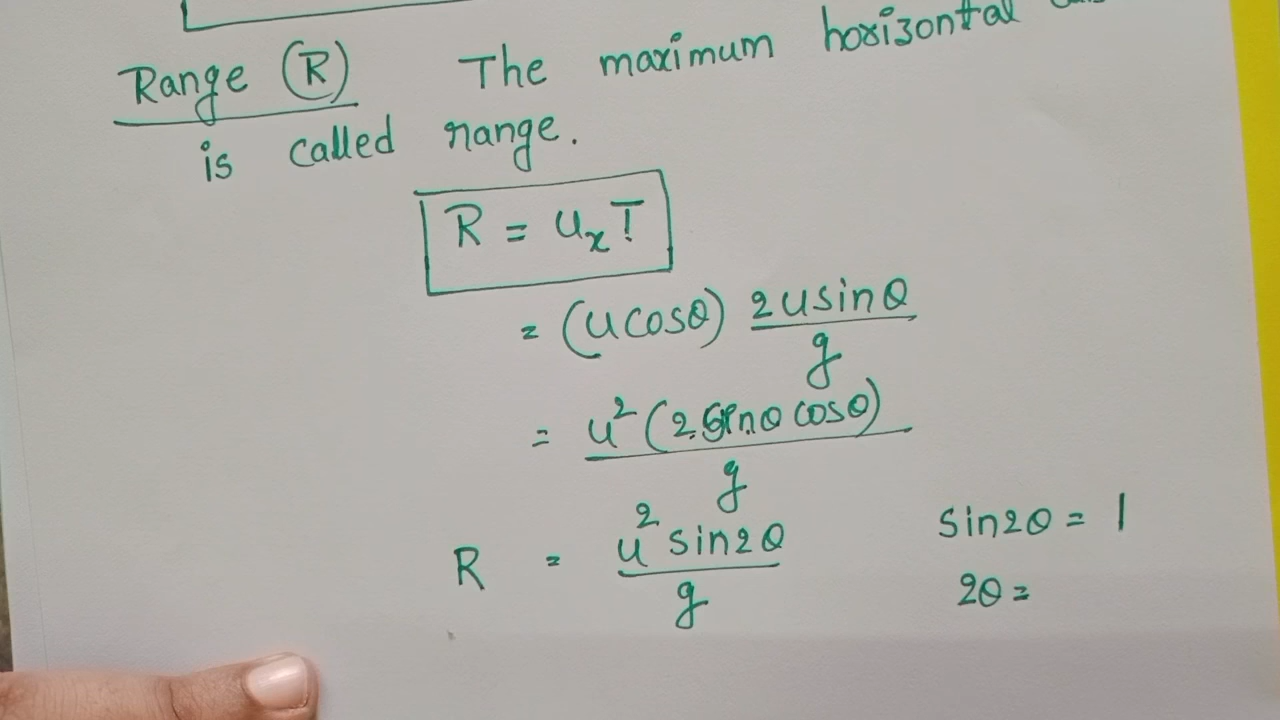 Range (R) The maximum horizontal
is called range.
R = uₓT
= (u cosθ) 2u sinθ / g
= u² (2 sinθ cosθ) / g
R = u² sin2θ / g
sin2θ = 1
2θ =